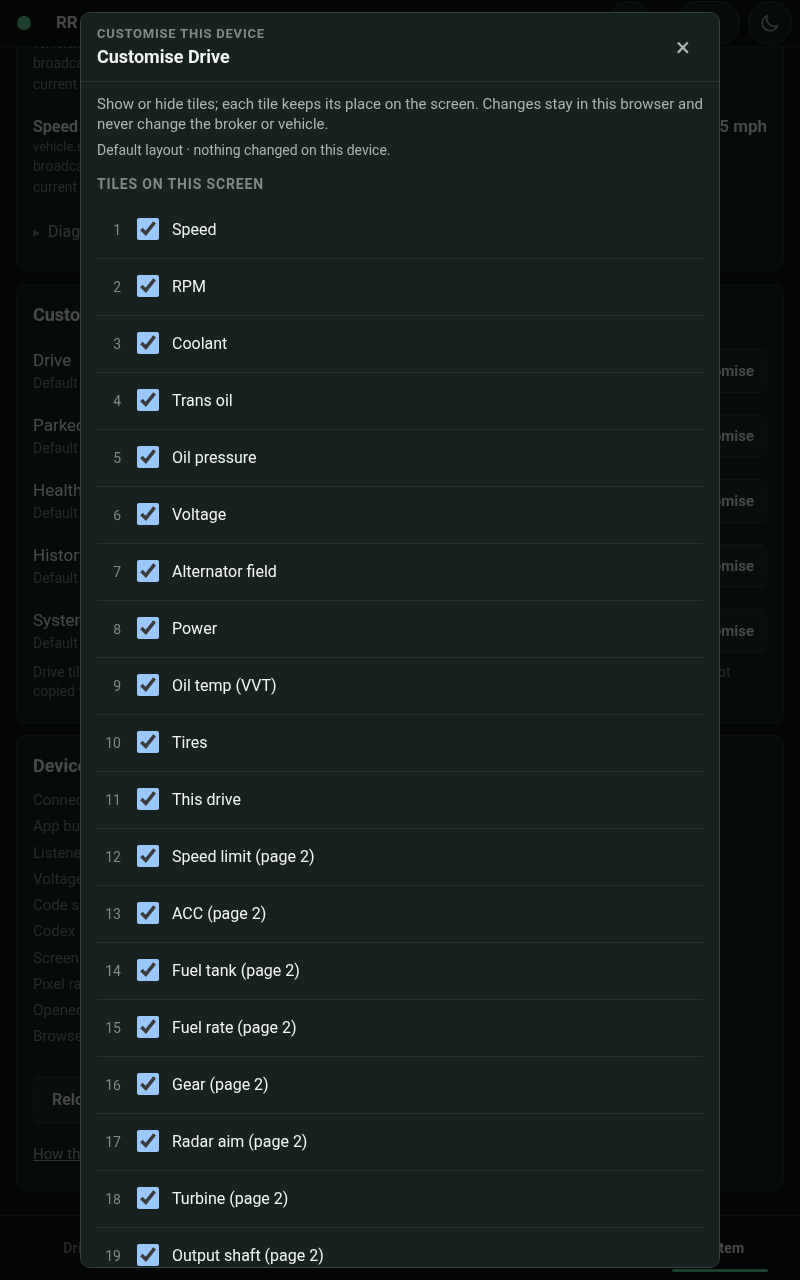 RR
CUSTOMISE THIS DEVICE
Customise Drive
×
Show or hide tiles; each tile keeps its place on the screen. Changes stay in this browser and
never change the broker or vehicle.
Default layout · nothing changed on this device.
TILES ON THIS SCREEN
1 Speed
2 RPM
3 Coolant
4 Trans oil
5 Oil pressure
6 Voltage
7 Alternator field
8 Power
9 Oil temp (VVT)
10 Tires
11 This drive
12 Speed limit (page 2)
13 ACC (page 2)
14 Fuel tank (page 2)
15 Fuel rate (page 2)
16 Gear (page 2)
17 Radar aim (page 2)
18 Turbine (page 2)
19 Output shaft (page 2)
current
Speed
5 mph
current
Drive
Default
Default
Health
Default
Default
Default
Drive
Codex
Screen